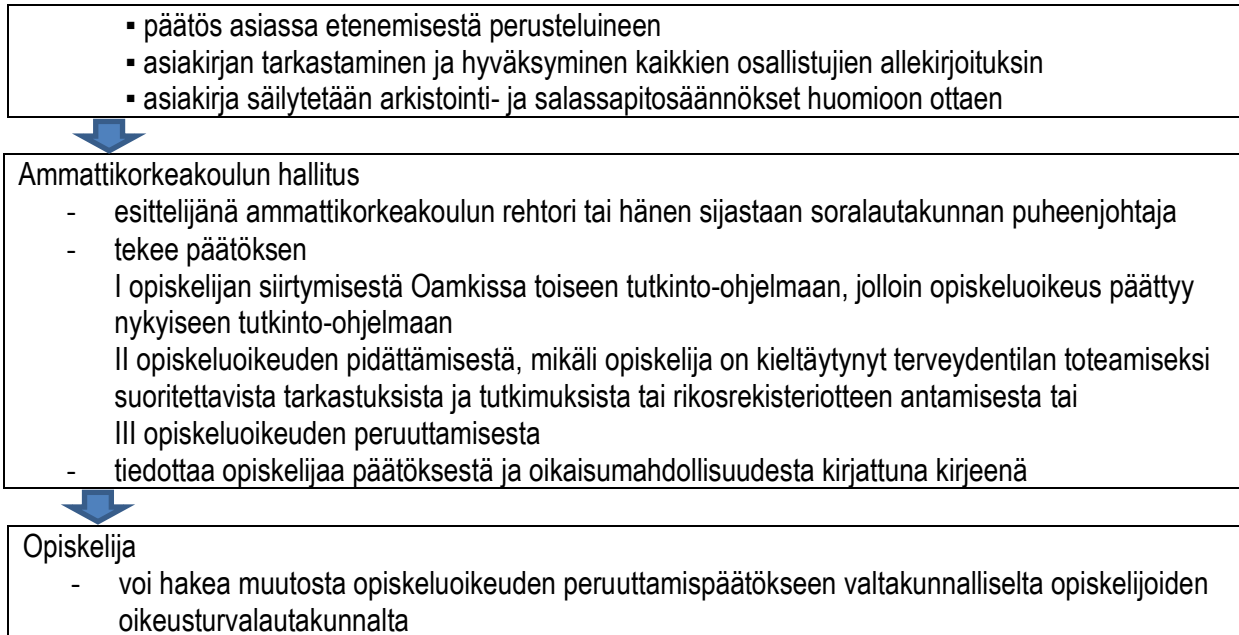 ▪ päätös asiassa etenemisestä perusteluineen
▪ asiakirjan tarkastaminen ja hyväksyminen kaikkien osallistujien allekirjoituksin
▪ asiakirja säilytetään arkistointi- ja salassapitosäännökset huomioon ottaen
Ammattikorkeakoulun hallitus
- esittelijänä ammattikorkeakoulun rehtori tai hänen sijastaan soralautakunnan puheenjohtaja
- tekee päätöksen
I opiskelijan siirtymisestä Oamkissa toiseen tutkinto-ohjelmaan, jolloin opiskeluoikeus päättyy
nykyiseen tutkinto-ohjelmaan
II opiskeluoikeuden pidättämisestä, mikäli opiskelija on kieltäytynyt terveydentilan toteamiseksi
suoritettavista tarkastuksista ja tutkimuksista tai rikosrekisteriotteen antamisesta tai
III opiskeluoikeuden peruuttamisesta
- tiedottaa opiskelijaa päätöksestä ja oikaisumahdollisuudesta kirjattuna kirjeenä
Opiskelija
- voi hakea muutosta opiskeluoikeuden peruuttamispäätökseen valtakunnalliselta opiskelijoiden
oikeusturvalautakunnalta